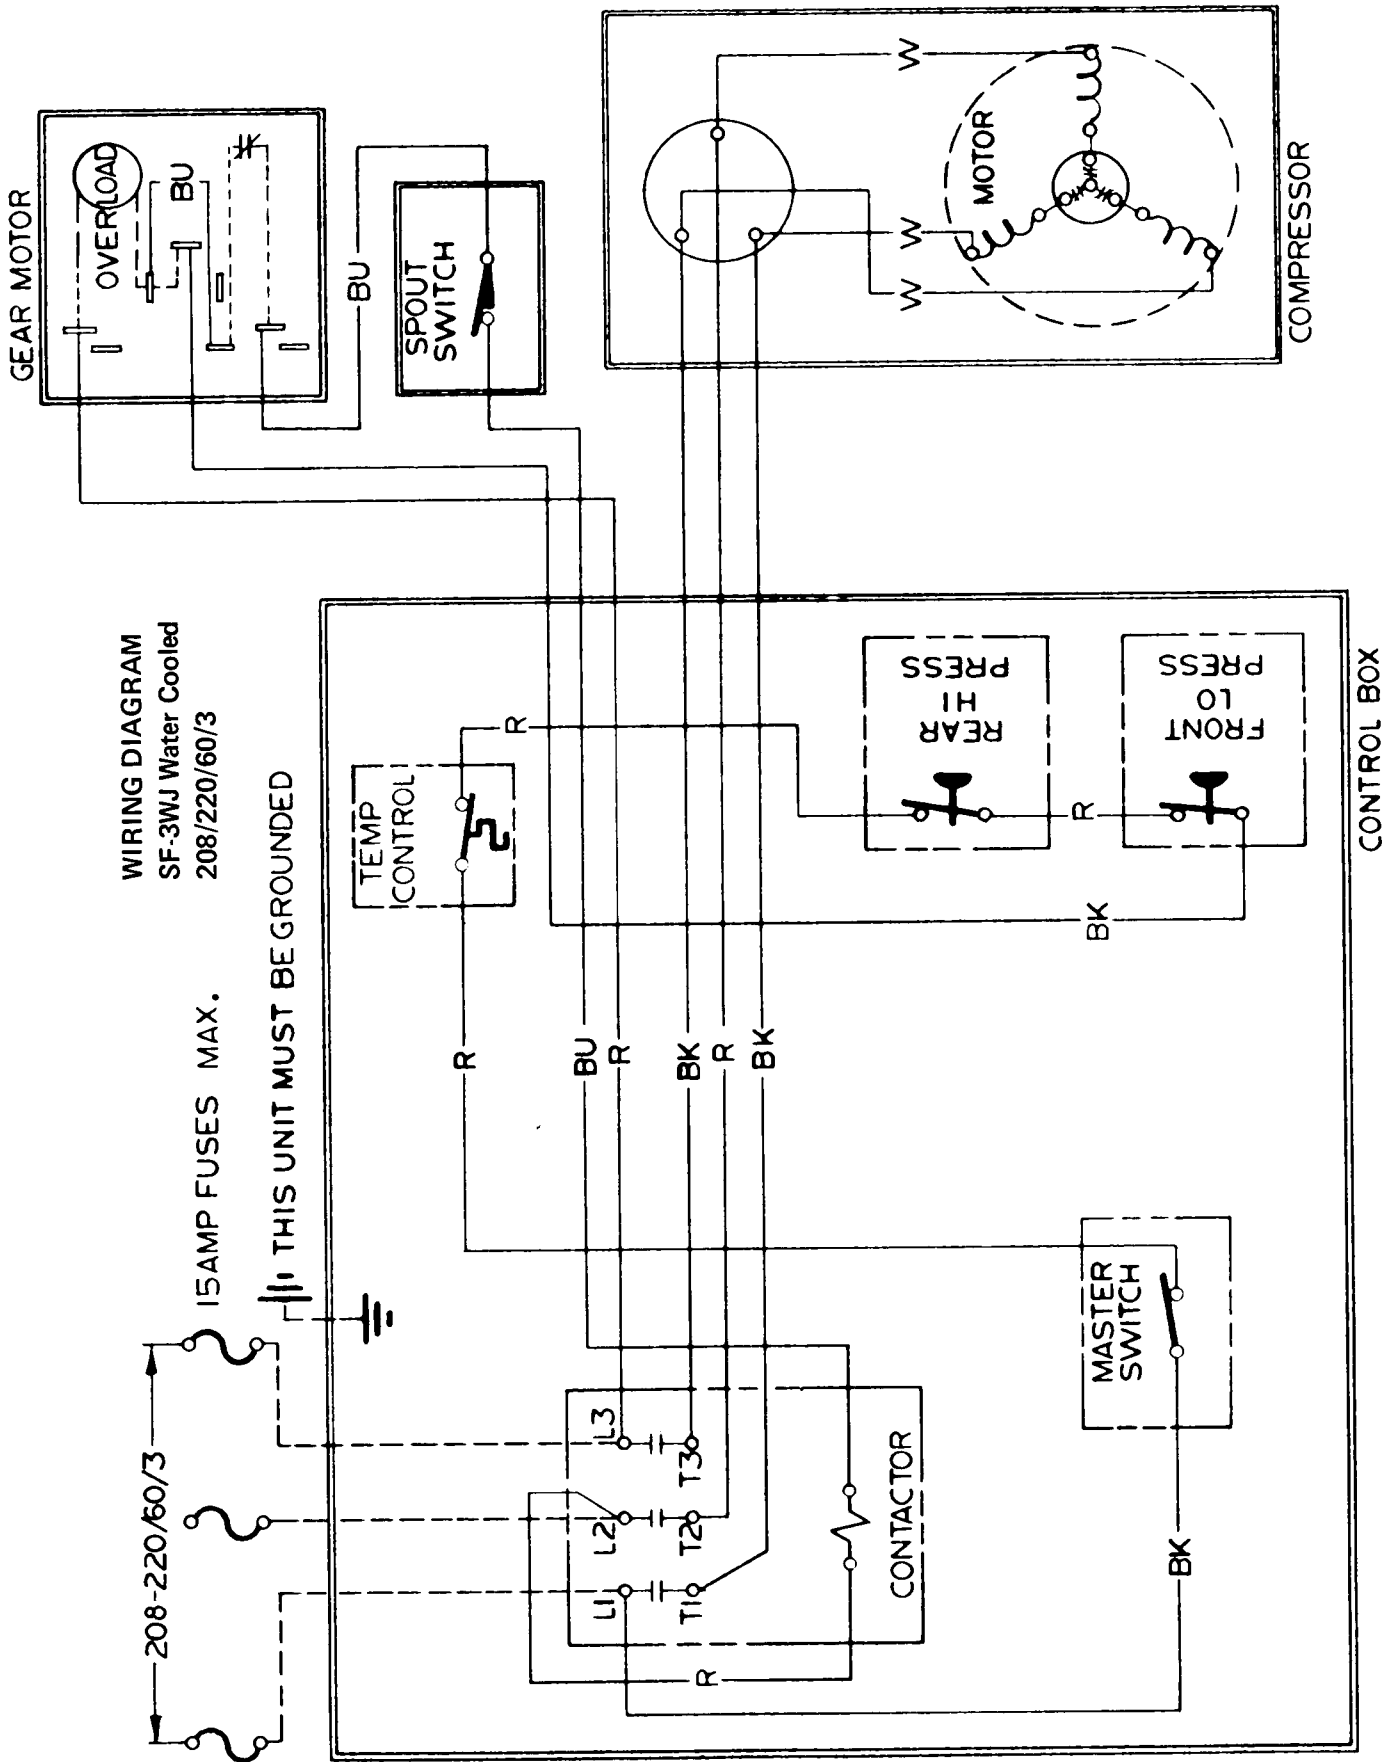 WIRING DIAGRAM
SF-3WJ Water Cooled
208/220/60/3
15AMP FUSES MAX.
THIS UNIT MUST BE GROUNDED
208-220/60/3
GEAR MOTOR
OVERLOAD
BU
BU
SPOUT
SWITCH
MOTOR
COMPRESSOR
TEMP
CONTROL
R
R
REAR
HI
PRESS
R
FRONT
LO
PRESS
BK
BU
R
BK
R
BK
L1
L2
L3
T1
T2
T3
R
CONTACTOR
MASTER
SWITCH
BK
CONTROL BOX